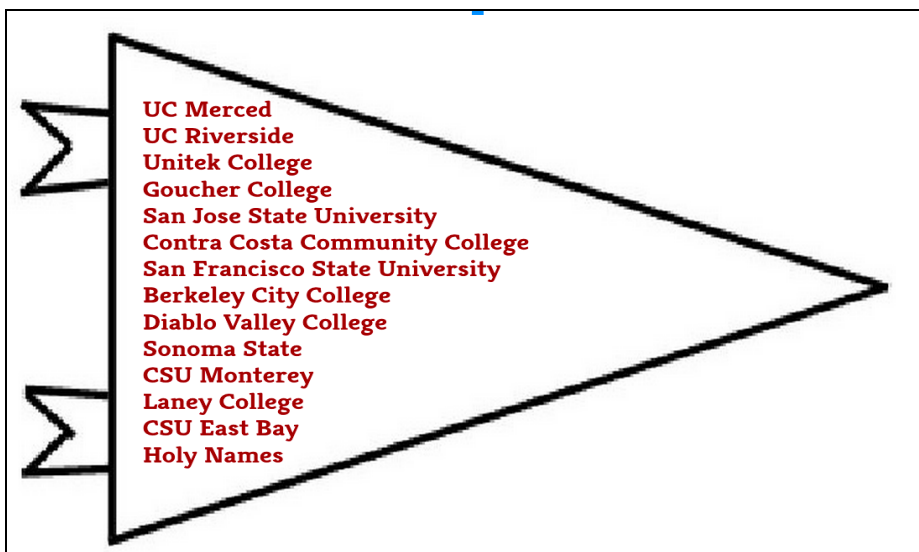 UC Merced
UC Riverside
Unitek College
Goucher College
San Jose State University
Contra Costa Community College
San Francisco State University
Berkeley City College
Diablo Valley College
Sonoma State
CSU Monterey
Laney College
CSU East Bay
Holy Names